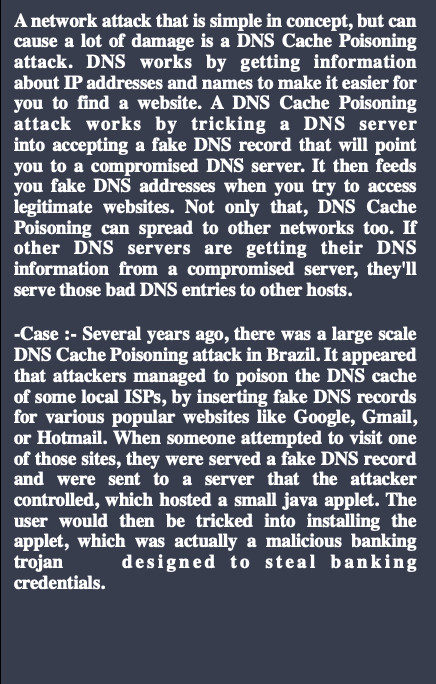 A network attack that is simple in concept, but can
cause a lot of damage is a DNS Cache Poisoning
attack. DNS works by getting information
about IP addresses and names to make it easier for
you to find a website. A DNS Cache Poisoning
attack works by tricking a DNS server
into accepting a fake DNS record that will point
you to a compromised DNS server. It then feeds
you fake DNS addresses when you try to access
legitimate websites. Not only that, DNS Cache
Poisoning can spread to other networks too. If
other DNS servers are getting their DNS
information from a compromised server, they'll
serve those bad DNS entries to other hosts.

-Case :- Several years ago, there was a large scale
DNS Cache Poisoning attack in Brazil. It appeared
that attackers managed to poison the DNS cache
of some local ISPs, by inserting fake DNS records
for various popular websites like Google, Gmail,
or Hotmail. When someone attempted to visit one
of those sites, they were served a fake DNS record
and were sent to a server that the attacker
controlled, which hosted a small java applet. The
user would then be tricked into installing the
applet, which was actually a malicious banking
trojan designed to steal banking
credentials.